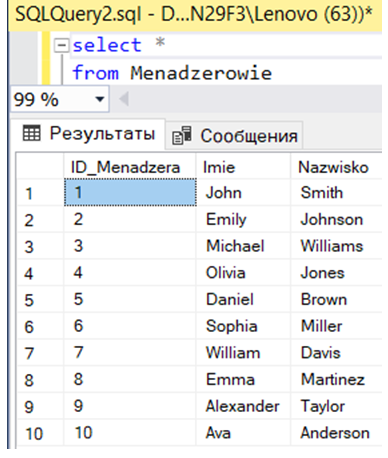 SQLQuery2.sql - D...N29F3\Lenovo (63))*
select *
from Menadzerowie
99 %
Результаты Сообщения
ID_Menadzera Imie Nazwisko
1 1 John Smith
2 2 Emily Johnson
3 3 Michael Williams
4 4 Olivia Jones
5 5 Daniel Brown
6 6 Sophia Miller
7 7 William Davis
8 8 Emma Martinez
9 9 Alexander Taylor
10 10 Ava Anderson